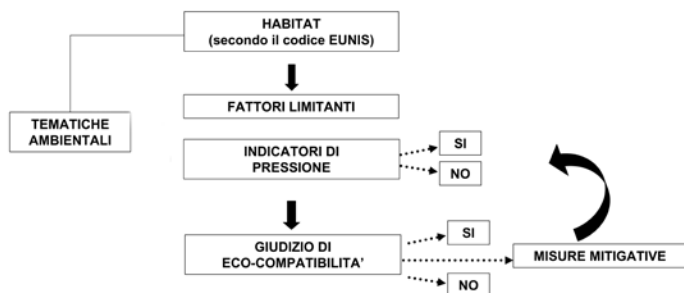 HABITAT
(secondo il codice EUNIS)
FATTORI LIMITANTI
TEMATICHE
AMBIENTALI
INDICATORI DI
PRESSIONE
SI
NO
GIUDIZIO DI
ECO-COMPATIBILITA'
SI
MISURE MITIGATIVE
NO